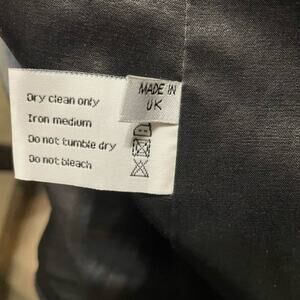 MADE IN
UK
Dry clean only
Iron medium
Do not tumble dry
Do not bleach